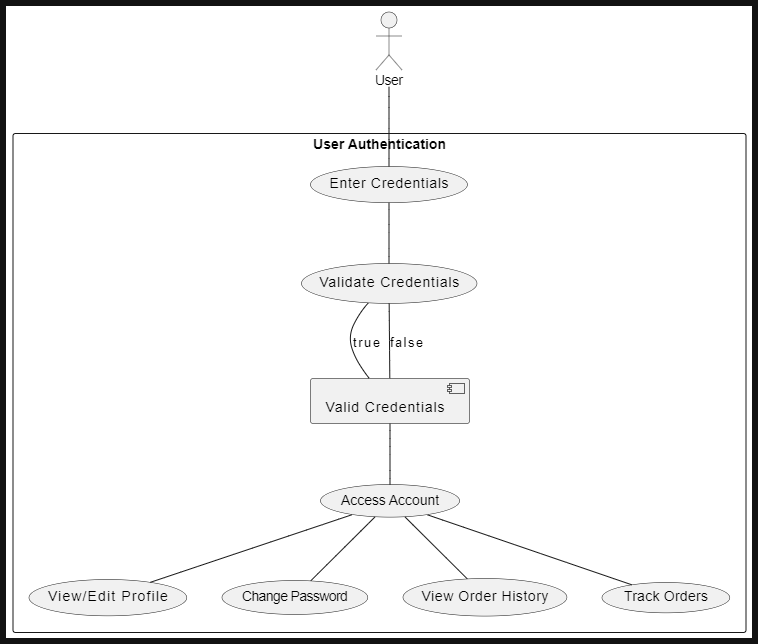 User
User Authentication
Enter Credentials
Validate Credentials
true false
Valid Credentials
Access Account
View/Edit Profile Change Password View Order History Track Orders